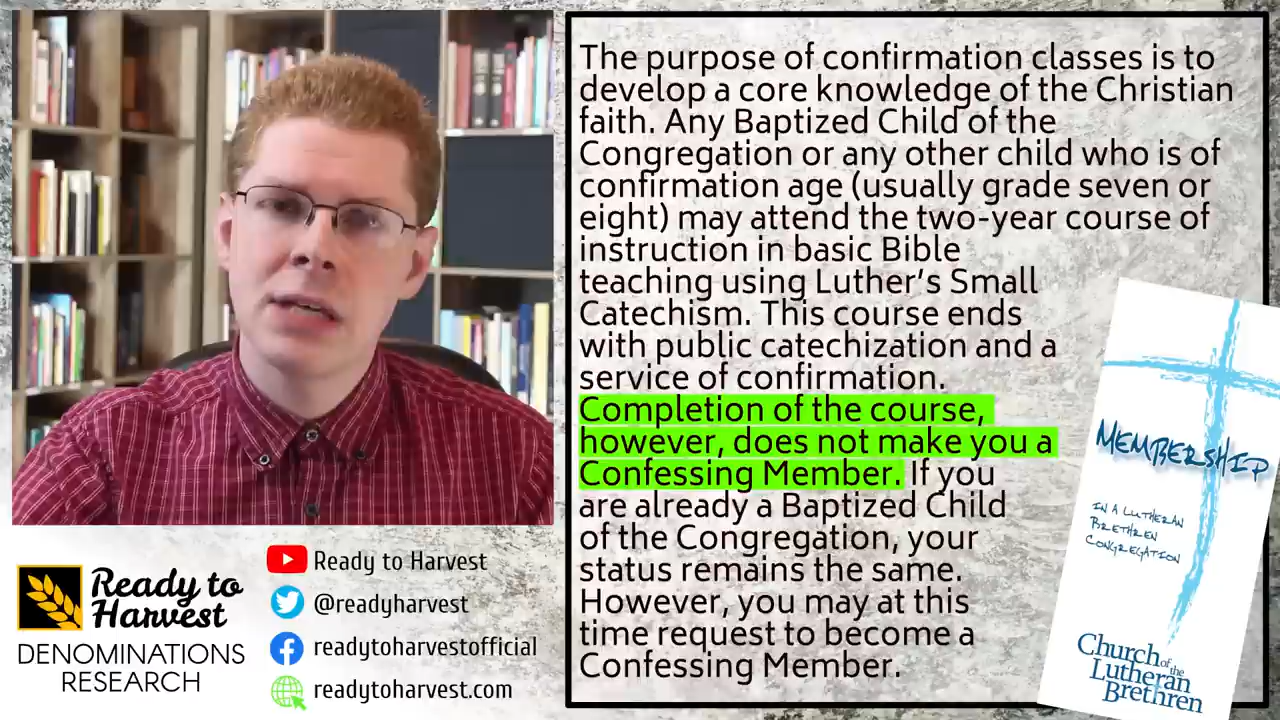 The purpose of confirmation classes is to
develop a core knowledge of the Christian
faith. Any Baptized Child of the
Congregation or any other child who is of
confirmation age (usually grade seven or
eight) may attend the two-year course of
instruction in basic Bible
teaching using Luther's Small
Catechism. This course ends
with public catechization and a
service of confirmation.
Completion of the course,
however, does not make you a
Confessing Member. If you
are already a Baptized Child
of the Congregation, your
status remains the same.
However, you may at this
time request to become a
Confessing Member.
MEMBERSHIP
IN A LUTHERAN
BRETHREN
CONGREGATION
Church of the
Lutheran
Brethren
Ready to
Harvest
DENOMINATIONS
RESEARCH
Ready to Harvest
@readyharvest
readytoharvestofficial
readytoharvest.com